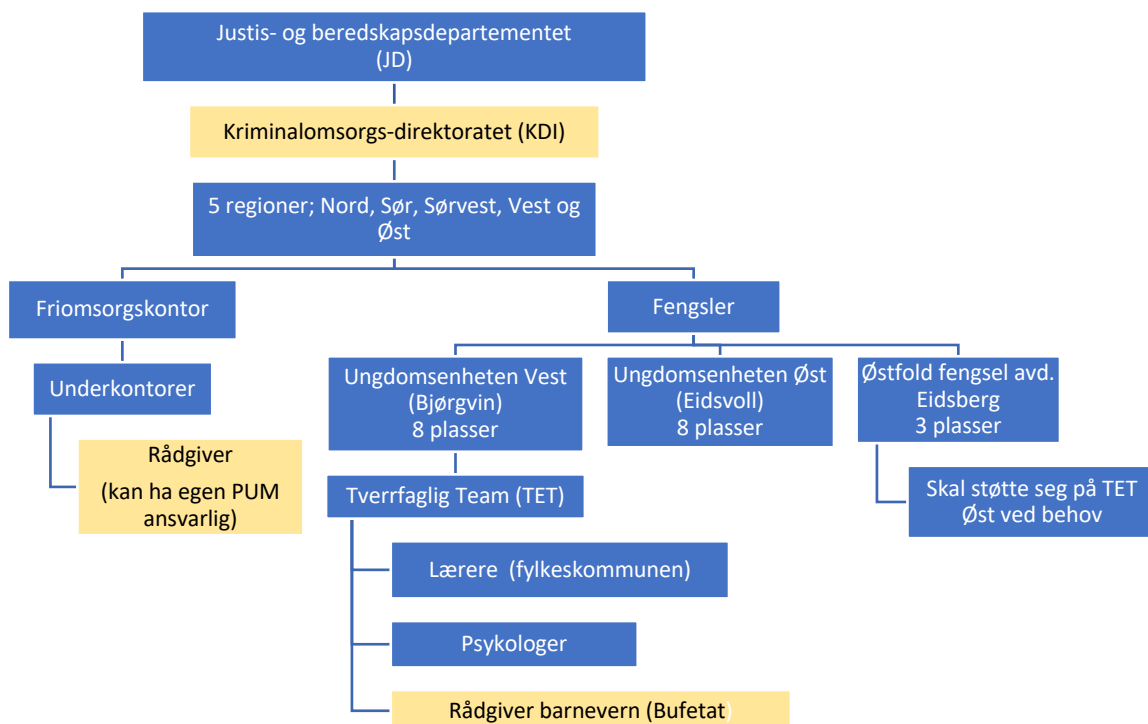 Justis- og beredskapsdepartementet
(JD)
Kriminalomsorgs-direktoratet (KDI)
5 regioner; Nord, Sør, Sørvest, Vest og
Øst
Friomsorgskontor
Fengsler
Underkontorer
Rådgiver
(kan ha egen PUM
ansvarlig)
Ungdomsenheten Vest
(Bjørgvin)
8 plasser
Ungdomsenheten Øst
(Eidsvoll)
8 plasser
Østfold fengsel avd.
Eidsberg
3 plasser
Tverrfaglig Team (TET)
Skal støtte seg på TET
Øst ved behov
Lærere (fylkeskommunen)
Psykologer
Rådgiver barnevern (Bufetat)